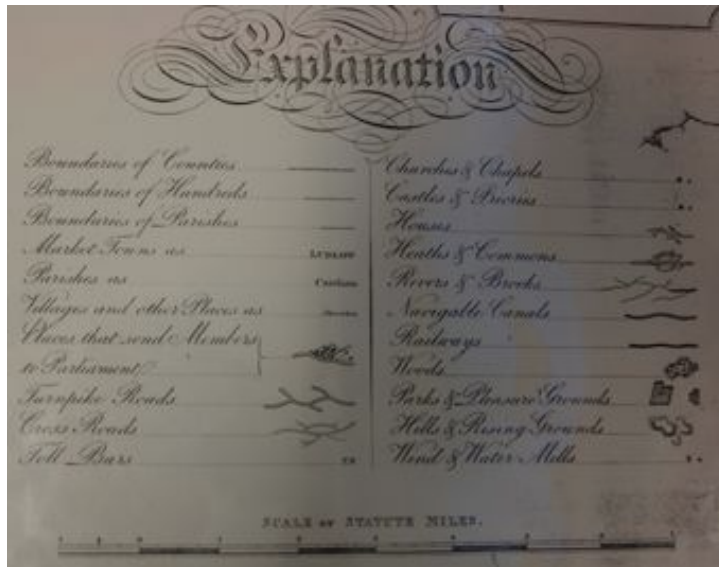 Explanation
Boundaries of Counties
Boundaries of Hundreds
Boundaries of Parishes
Market Towns as LUDLOW
Parishes as
Villages and other Places as
Places that send Members
to Parliament
Turnpike Roads
Cross Roads
Toll Bars TB
Churches & Chapels
Castles & Priories
Houses
Heaths & Commons
Rivers & Brooks
Navigable Canals
Railways
Woods
Parks & Pleasure Grounds
Hills & Rising Grounds
Wind & Water Mills
SCALE OF STATUTE MILES.